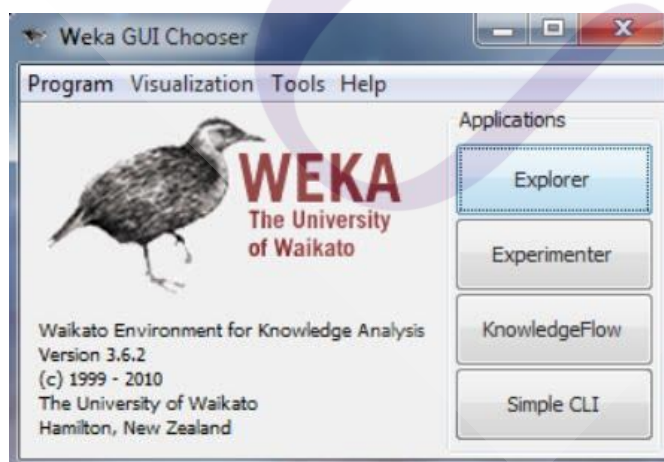 Weka GUI Chooser
Program Visualization Tools Help
WEKA
The University
of Waikato
Waikato Environment for Knowledge Analysis
Version 3.6.2
(c) 1999 - 2010
The University of Waikato
Hamilton, New Zealand
Applications
Explorer
Experimenter
KnowledgeFlow
Simple CLI